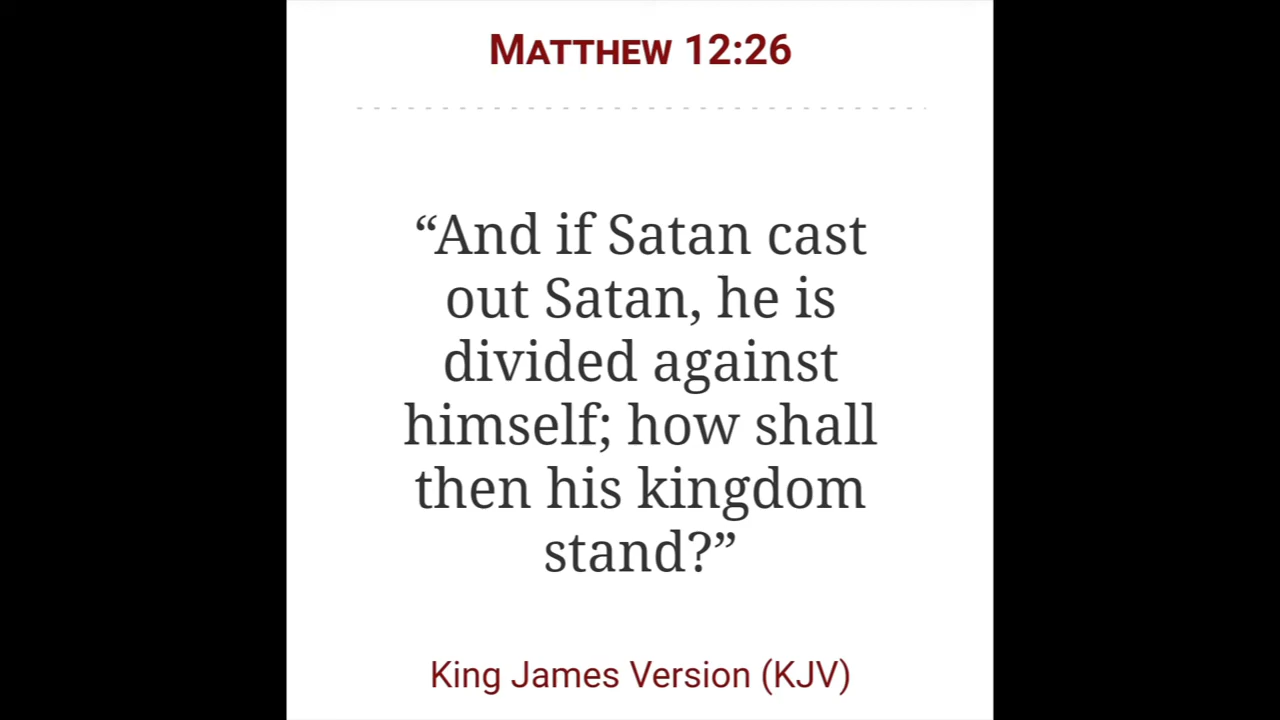 MATTHEW 12:26
“And if Satan cast
out Satan, he is
divided against
himself; how shall
then his kingdom
stand?”
King James Version (KJV)